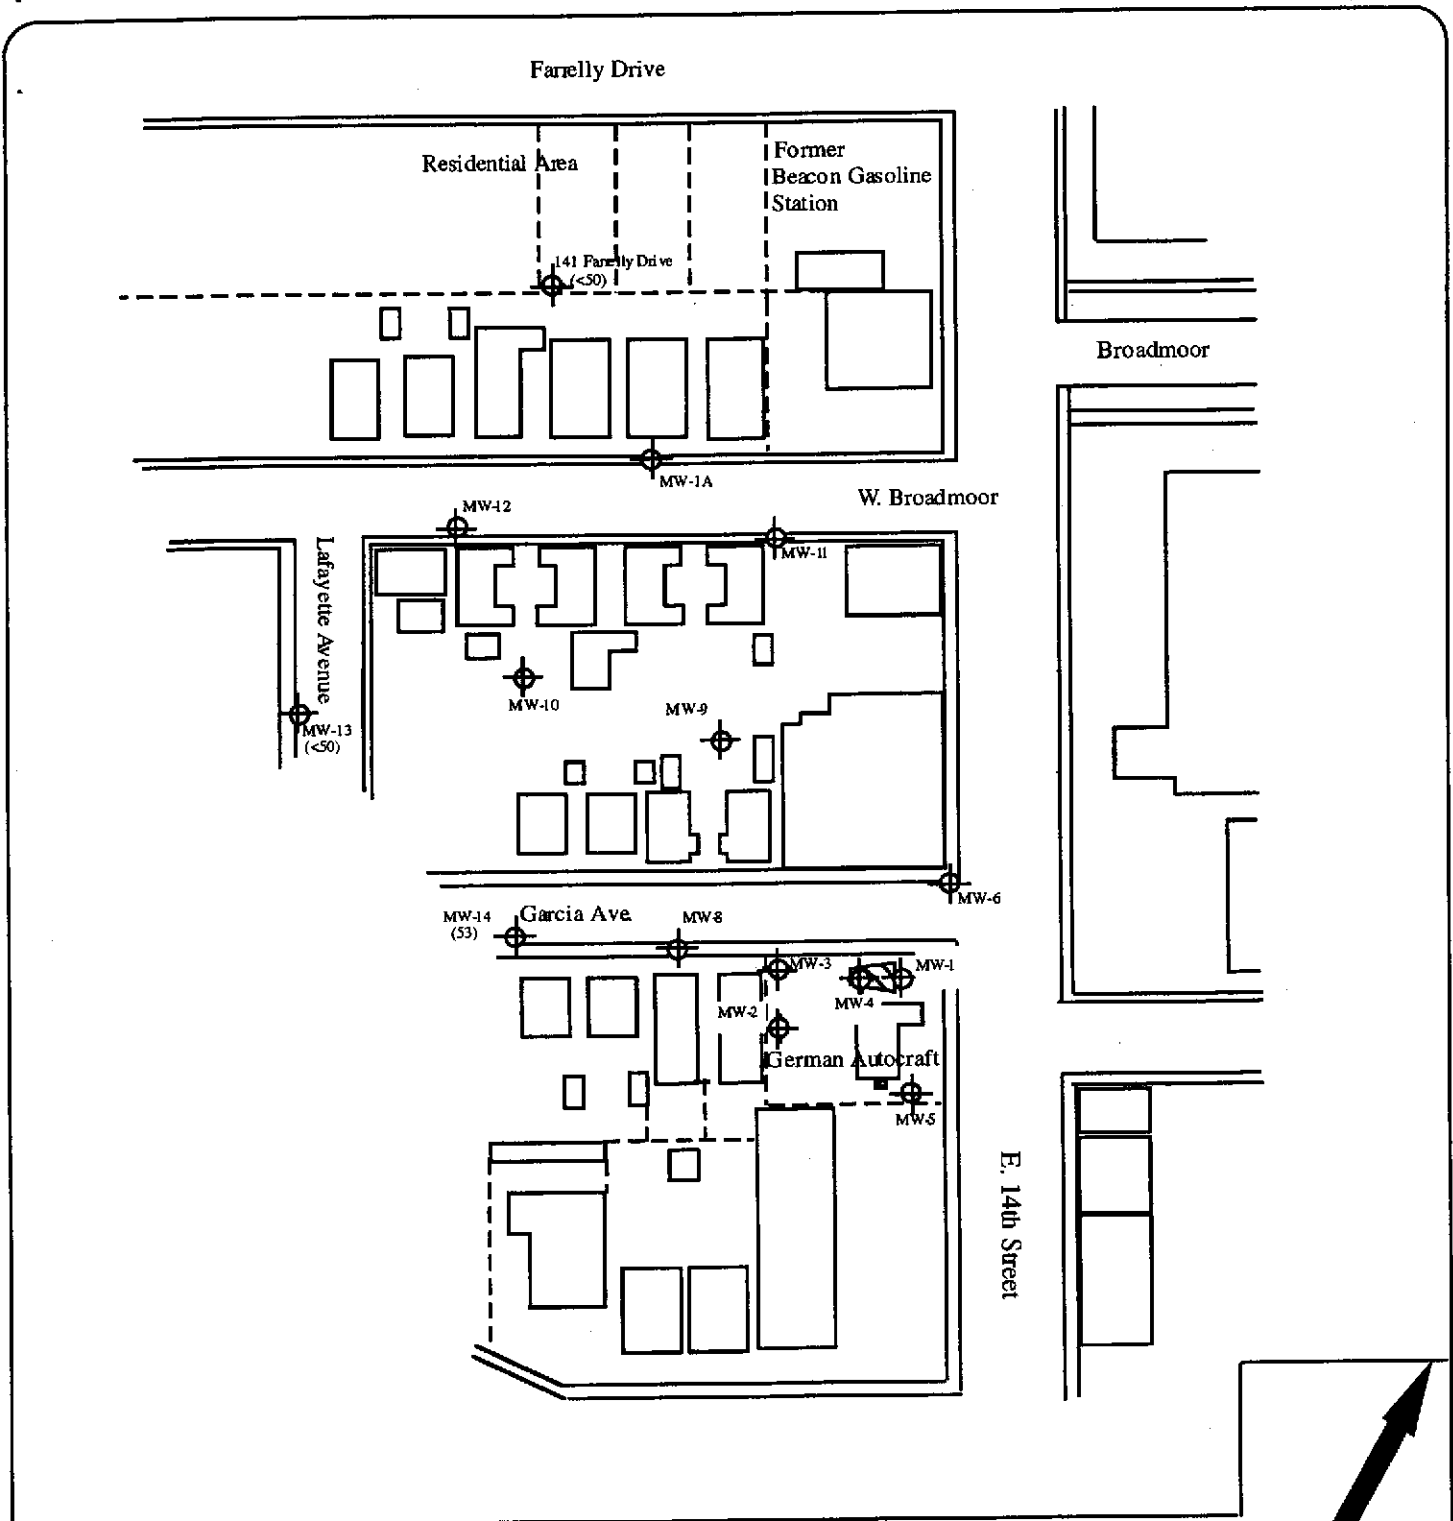 Farrelly Drive
Residential Area
Former
Beacon Gasoline
Station
141 Farrelly Drive
(<50)
Broadmoor
MW-1A
W. Broadmoor
MW-12
MW-11
Lafayette Avenue
MW-10
MW-9
MW-13
(<50)
MW-6
MW-14
(53)
Garcia Ave.
MW-8
MW-3
MW-1
MW-4
MW-2
German Autocraft
MW-5
E. 14th Street